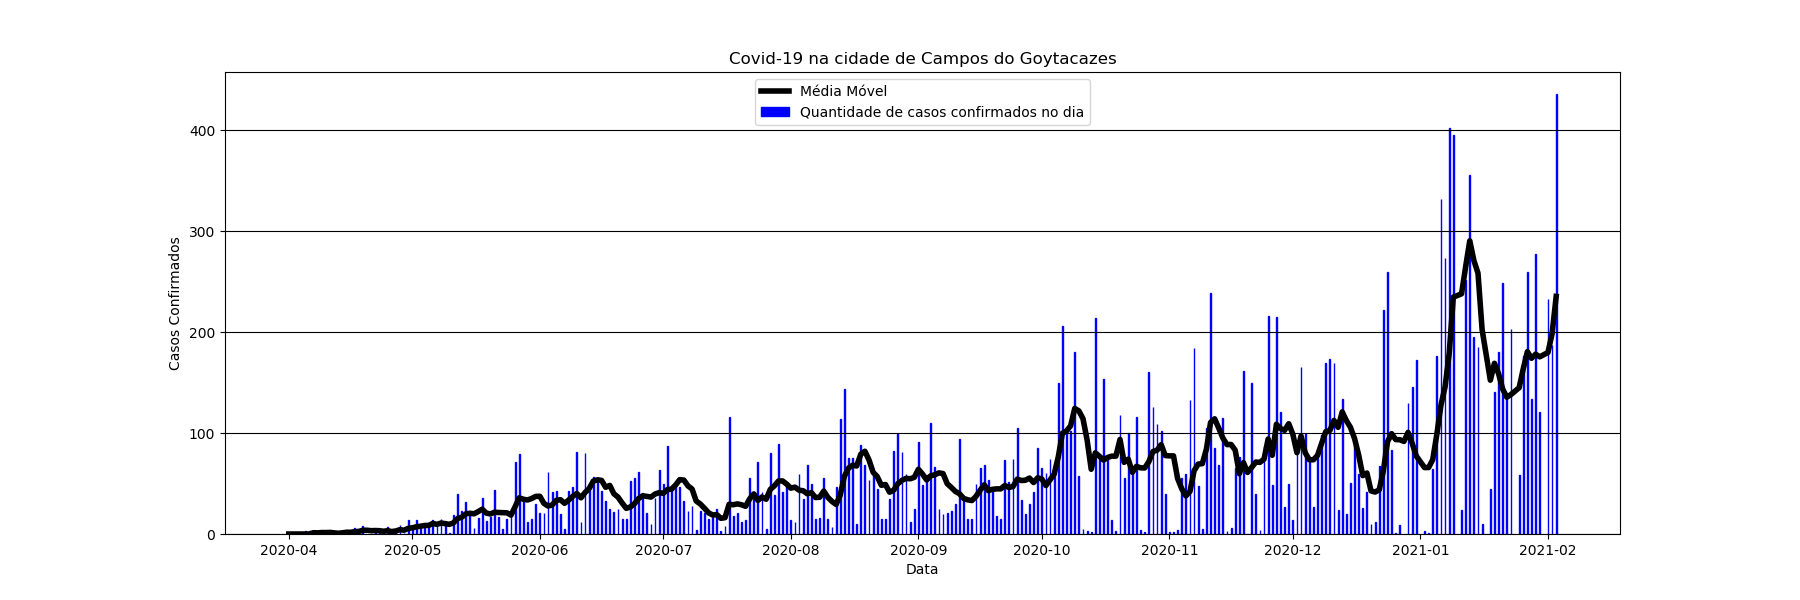 Covid-19 na cidade de Campos do Goytacazes
Média Móvel
Quantidade de casos confirmados no dia
Casos Confirmados
400
300
200
100
0
2020-04 2020-05 2020-06 2020-07 2020-08 2020-09 2020-10 2020-11 2020-12 2021-01 2021-02
Data